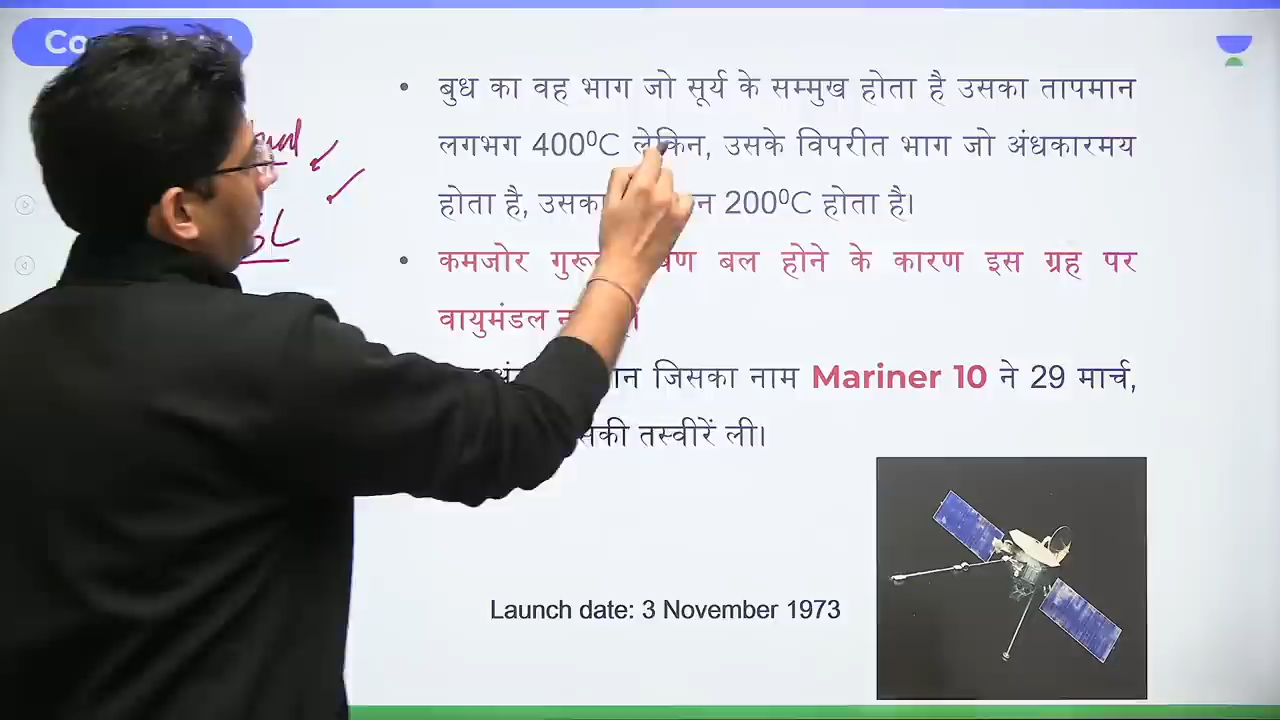 बुध का वह भाग जो सूर्य के सम्मुख होता है उसका तापमान
लगभग 400⁰C लेकिन, उसके विपरीत भाग जो अंधकारमय
होता है, उसका 200⁰C होता है।
कमजोर बल होने के कारण इस ग्रह पर
वायुमंडल
जिसका नाम Mariner 10 ने 29 मार्च,
तस्वीरें ली।
Launch date: 3 November 1973